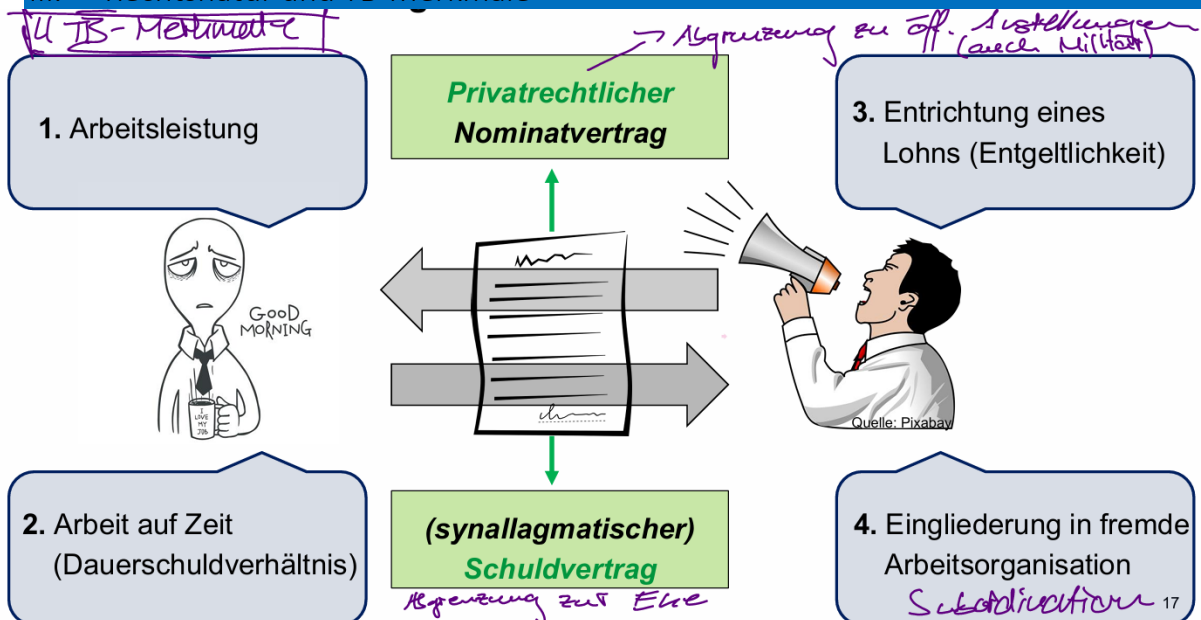 4 TB-Merkmale
→ Abgrenzung zu öff. Anstellungen
(auch Militär)
1. Arbeitsleistung
Privatrechtlicher
Nominatvertrag
3. Entrichtung eines
Lohns (Entgeltlichkeit)
GOOD
MORNING
I
LOVE
MY
JOB
Quelle: Pixabay
2. Arbeit auf Zeit
(Dauerschuldverhältnis)
(synallagmatischer)
Schuldvertrag
Abgrenzung zur Ehe
4. Eingliederung in fremde
Arbeitsorganisation
Subordination
17